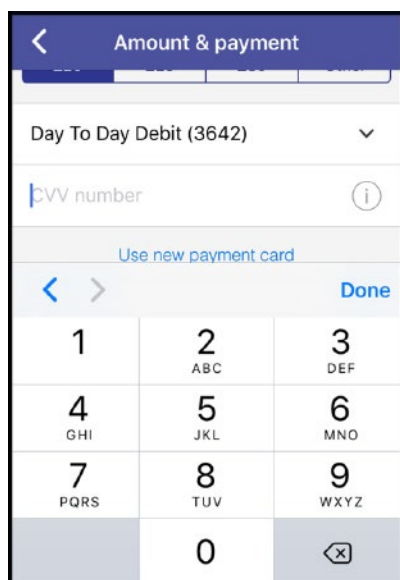 Amount & payment
Day To Day Debit (3642)
CVV number
Use new payment card
Done
1 2 3
ABC DEF
4 5 6
GHI JKL MNO
7 8 9
PQRS TUV WXYZ
0